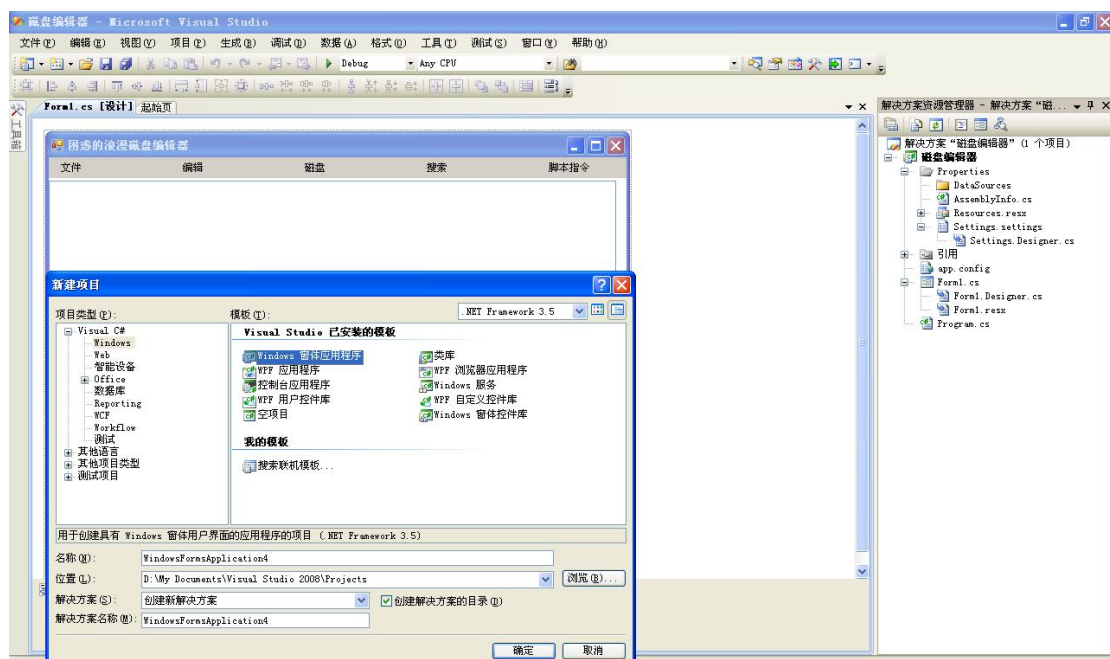 磁盘编辑器 - Microsoft Visual Studio
文件(F) 编辑(E) 视图(V) 项目(P) 生成(B) 调试(D) 数据(A) 格式(O) 工具(T) 测试(S) 窗口(W) 帮助(H)
Debug Any CPU
Form1.cs [设计] 起始页
工具箱
困惑的浪漫磁盘编辑器
文件 编辑 磁盘 搜索 脚本指令
新建项目
项目类型(P): 模板(T): .NET Framework 3.5
Visual C#
Windows
Web
智能设备
Office
数据库
Reporting
WCF
Workflow
测试
其他语言
其他项目类型
测试项目
Visual Studio 已安装的模板
Windows 窗体应用程序 类库
WPF 应用程序 WPF 浏览器应用程序
控制台应用程序 Windows 服务
WPF 用户控件库 WPF 自定义控件库
空项目 Windows 窗体控件库
我的模板
搜索联机模板...
用于创建具有 Windows 窗体用户界面的应用程序的项目 (.NET Framework 3.5)
名称(N): WindowsFormsApplication4
位置(L): D:\My Documents\Visual Studio 2008\Projects 浏览(B)...
解决方案(S): 创建新解决方案 创建解决方案的目录(D)
解决方案名称(M): WindowsFormsApplication4
确定 取消
解决方案资源管理器 - 解决方案“磁...
解决方案“磁盘编辑器”(1 个项目)
磁盘编辑器
Properties
DataSources
AssemblyInfo.cs
Resources.resx
Settings.settings
Settings.Designer.cs
引用
app.config
Form1.cs
Form1.Designer.cs
Form1.resx
Program.cs